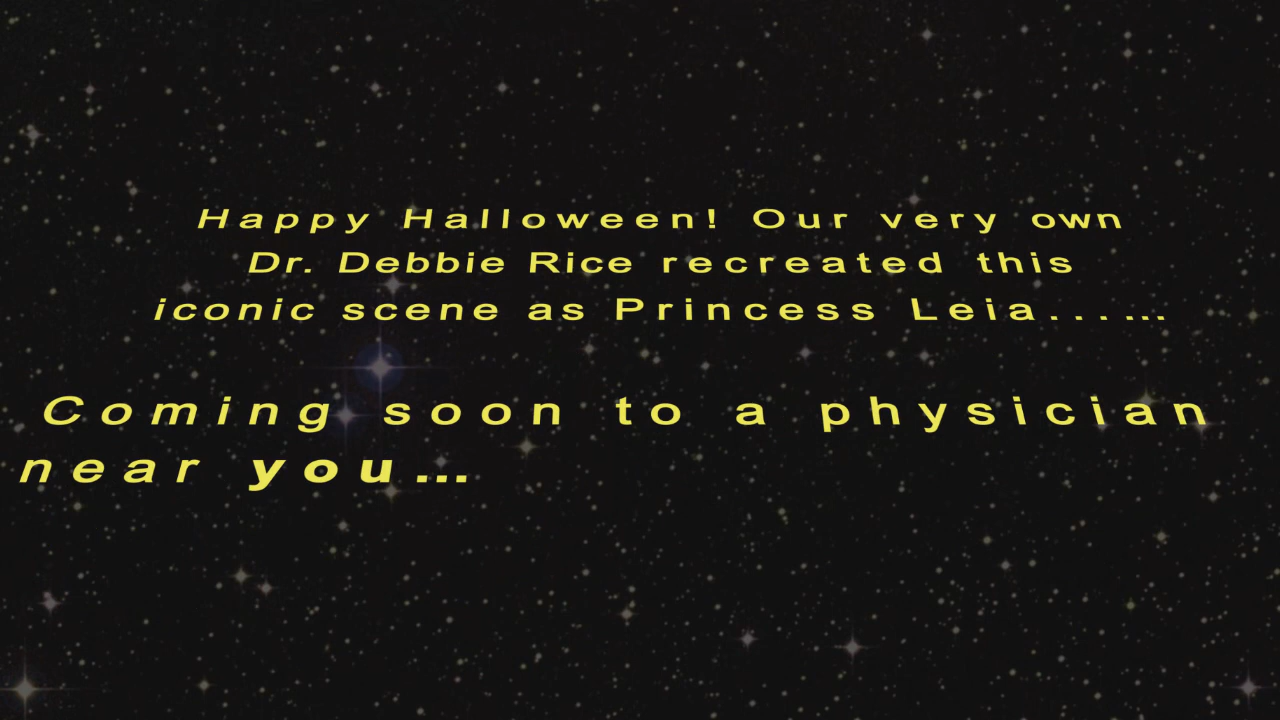 Happy Halloween! Our very own
Dr. Debbie Rice recreated this
iconic scene as Princess Leia……
Coming soon to a physician
near you…